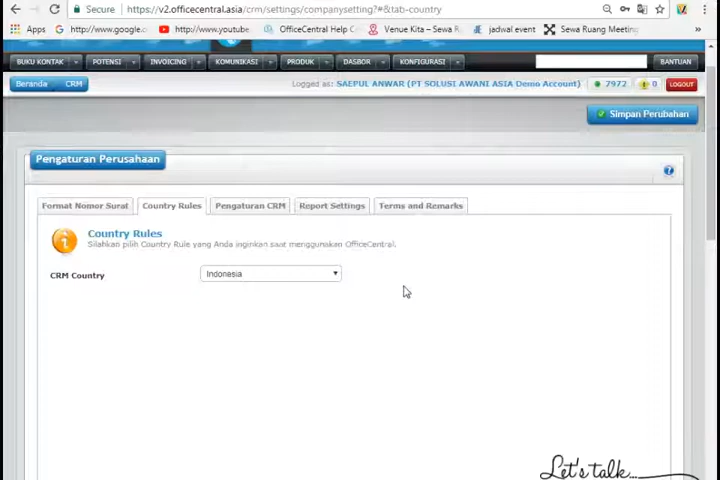 Secure
https://v2.officecentral.asia/crm/settings/companysetting?#&tab-country
Apps
http://www.google.c
http://www.youtube
OfficeCentral Help C
Venue Kita – Sewa R
jadwal event
Sewa Ruang Meeting
BUKU KONTAK
POTENSI
INVOICING
KOMUNIKASI
PRODUK
DASBOR
KONFIGURASI
BANTUAN
Beranda
CRM
Logged as: SAEPUL ANWAR (PT SOLUSI AWANI ASIA Demo Account)
7972
0
LOGOUT
Simpan Perubahan
Pengaturan Perusahaan
Format Nomor Surat
Country Rules
Pengaturan CRM
Report Settings
Terms and Remarks
Country Rules
Silahkan pilih Country Rule yang Anda inginkan saat menggunakan OfficeCentral.
CRM Country
Indonesia
Let's talk...